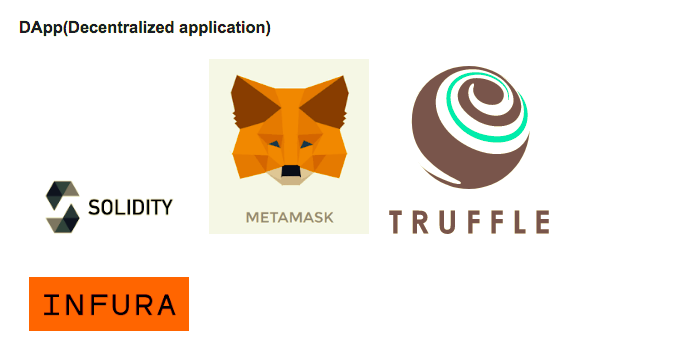 DApp(Decentralized application)
SOLIDITY
METAMASK
TRUFFLE
INFURA